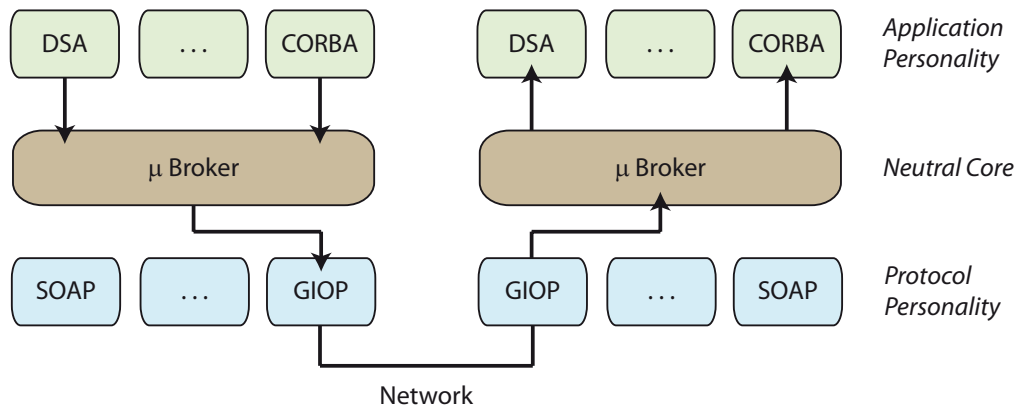 DSA ... CORBA DSA ... CORBA Application
Personality
μ Broker μ Broker Neutral Core
SOAP ... GIOP GIOP ... SOAP Protocol
Personality
Network